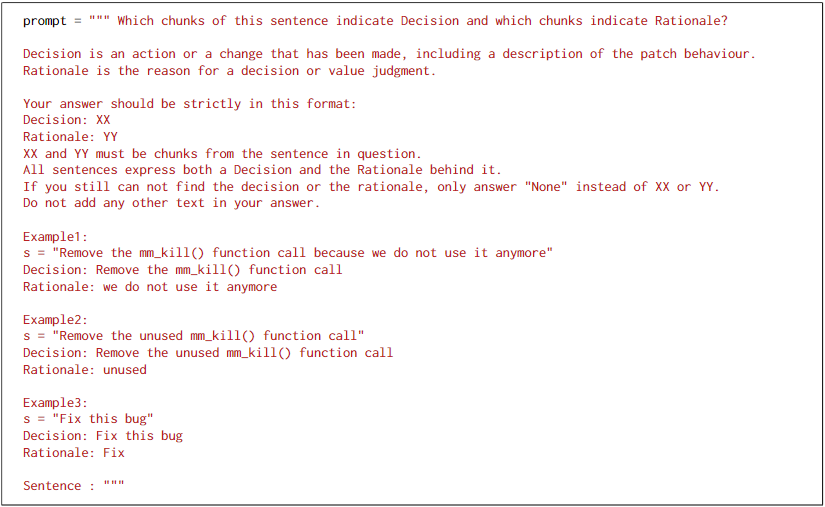 prompt = """ Which chunks of this sentence indicate Decision and which chunks indicate Rationale?
Decision is an action or a change that has been made, including a description of the patch behaviour.
Rationale is the reason for a decision or value judgment.
Your answer should be strictly in this format:
Decision: XX
Rationale: YY
XX and YY must be chunks from the sentence in question.
All sentences express both a Decision and the Rationale behind it.
If you still can not find the decision or the rationale, only answer "None" instead of XX or YY.
Do not add any other text in your answer.
Example1:
s = "Remove the mm_kill() function call because we do not use it anymore"
Decision: Remove the mm_kill() function call
Rationale: we do not use it anymore
Example2:
s = "Remove the unused mm_kill() function call"
Decision: Remove the unused mm_kill() function call
Rationale: unused
Example3:
s = "Fix this bug"
Decision: Fix this bug
Rationale: Fix
Sentence : """